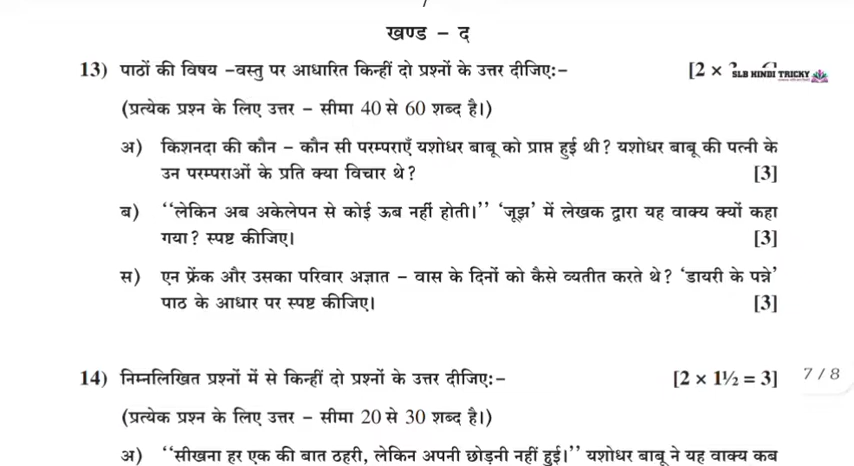 खण्ड – द
13) पाठों की विषय –वस्तु पर आधारित किन्हीं दो प्रश्नों के उत्तर दीजिए:– [2 ×
SLB HINDI TRICKY
(प्रत्येक प्रश्न के लिए उत्तर – सीमा 40 से 60 शब्द है।)
अ) किशनदा की कौन – कौन सी परम्पराएँ यशोधर बाबू को प्राप्त हुई थी? यशोधर बाबू की पत्नी के
उन परम्पराओं के प्रति क्या विचार थे? [3]
ब) ‘‘लेकिन अब अकेलेपन से कोई ऊब नहीं होती।’’ ‘जूझ’ में लेखक द्वारा यह वाक्य क्यों कहा
गया? स्पष्ट कीजिए। [3]
स) एन फ्रेंक और उसका परिवार अज्ञात – वास के दिनों को कैसे व्यतीत करते थे? ‘डायरी के पन्ने’
पाठ के आधार पर स्पष्ट कीजिए। [3]
14) निम्नलिखित प्रश्नों में से किन्हीं दो प्रश्नों के उत्तर दीजिए:– [2 × 1½ = 3]
7 / 8
(प्रत्येक प्रश्न के लिए उत्तर – सीमा 20 से 30 शब्द है।)
अ) ‘‘सीखना हर एक की बात ठहरी, लेकिन अपनी छोड़नी नहीं हुई।’’ यशोधर बाबू ने यह वाक्य कब